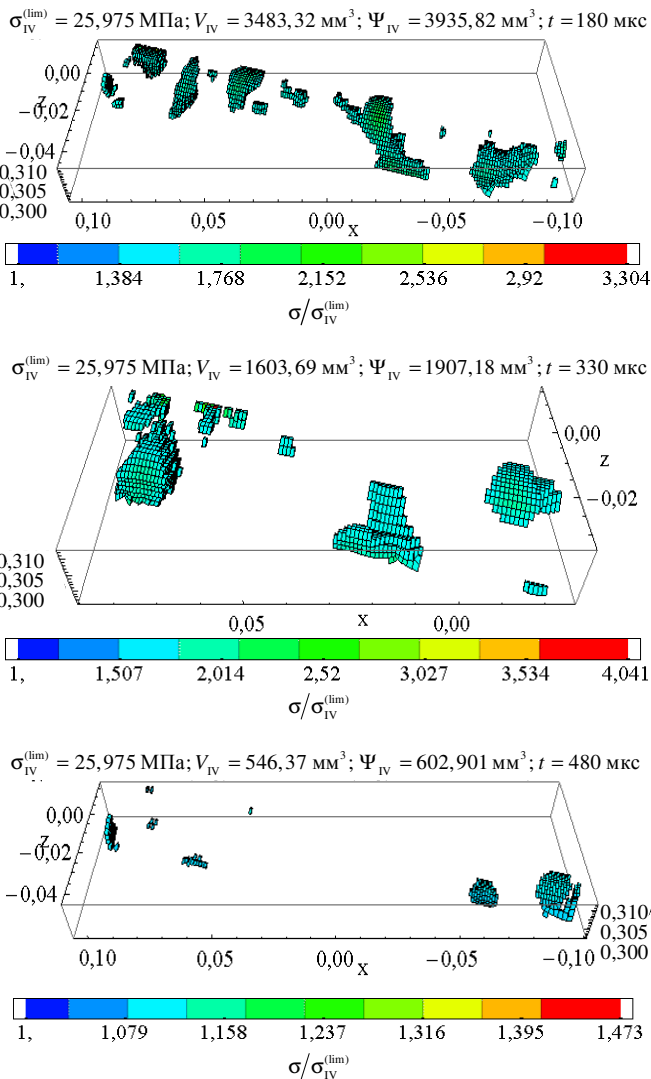 σ_IV^(lim) = 25,975 МПа; V_IV = 3483,32 мм³; Ψ_IV = 3935,82 мм³; t = 180 мкс
0,00
z
−0,02
−0,04
0,310
0,305
0,300
0,10 0,05 0,00 −0,05 −0,10
x
1, 1,384 1,768 2,152 2,536 2,92 3,304
σ/σ_IV^(lim)
σ_IV^(lim) = 25,975 МПа; V_IV = 1603,69 мм³; Ψ_IV = 1907,18 мм³; t = 330 мкс
0,00
z
−0,02
0,310
0,305
0,300
0,05 x 0,00
1, 1,507 2,014 2,52 3,027 3,534 4,041
σ/σ_IV^(lim)
σ_IV^(lim) = 25,975 МПа; V_IV = 546,37 мм³; Ψ_IV = 602,901 мм³; t = 480 мкс
0,00
z
−0,02
−0,04
0,310
0,305
0,300
0,10 0,05 0,00 −0,05 −0,10
x
1, 1,079 1,158 1,237 1,316 1,395 1,473
σ/σ_IV^(lim)